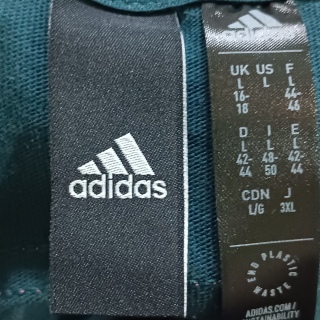 adidas
adidas
UK US F
L L L
16- 44-
18 46
D I E
L L L
42- 48- 42-
44 50 44
CDN J
L/G 3XL
END PLASTIC
WASTE
ADIDAS.COM/
SUSTAINABILITY